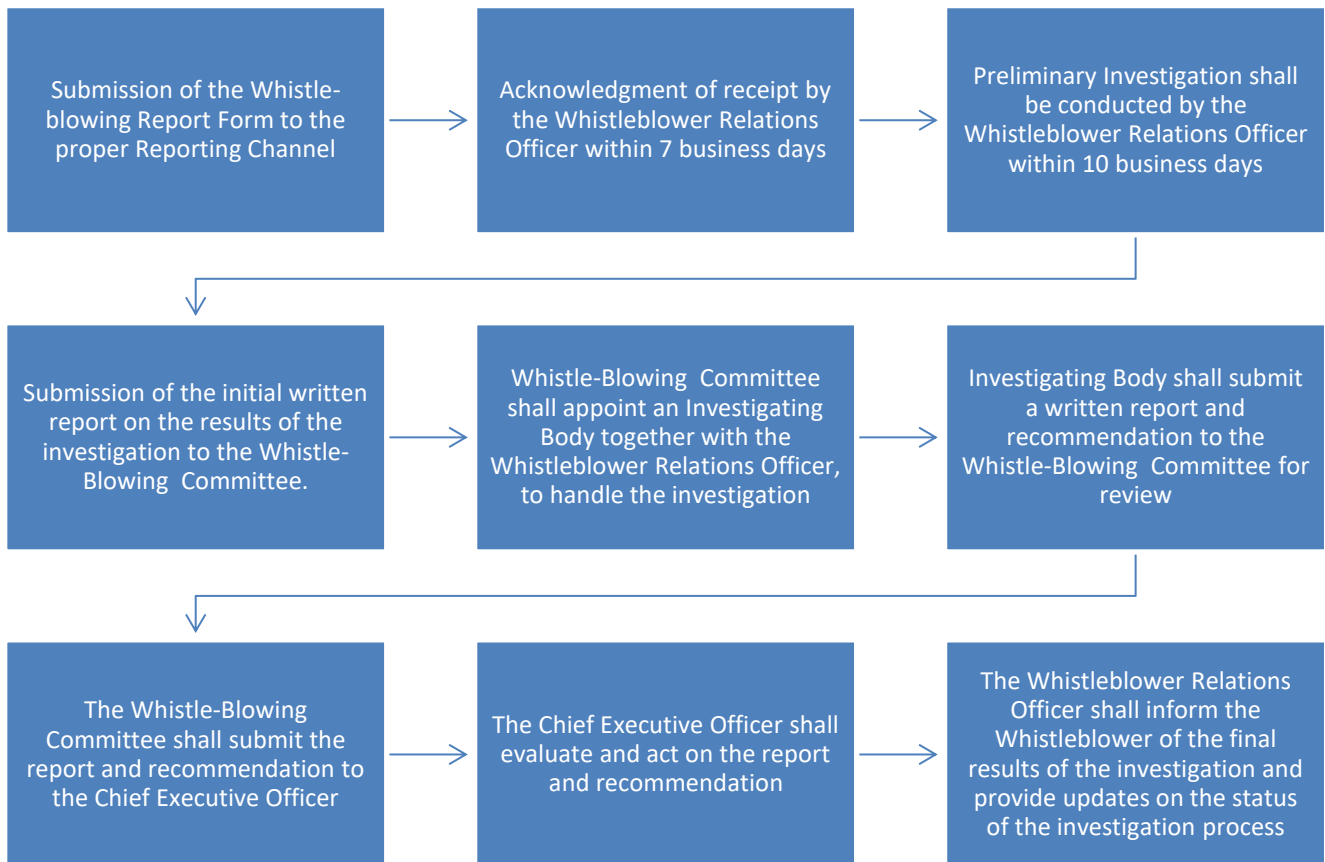 Submission of the Whistle-
blowing Report Form to the
proper Reporting Channel
Acknowledgment of receipt by
the Whistleblower Relations
Officer within 7 business days
Preliminary Investigation shall
be conducted by the
Whistleblower Relations Officer
within 10 business days
Submission of the initial written
report on the results of the
investigation to the Whistle-
Blowing Committee.
Whistle-Blowing Committee
shall appoint an Investigating
Body together with the
Whistleblower Relations Officer,
to handle the investigation
Investigating Body shall submit
a written report and
recommendation to the
Whistle-Blowing Committee for
review
The Whistle-Blowing
Committee shall submit the
report and recommendation to
the Chief Executive Officer
The Chief Executive Officer shall
evaluate and act on the report
and recommendation
The Whistleblower Relations
Officer shall inform the
Whistleblower of the final
results of the investigation and
provide updates on the status
of the investigation process